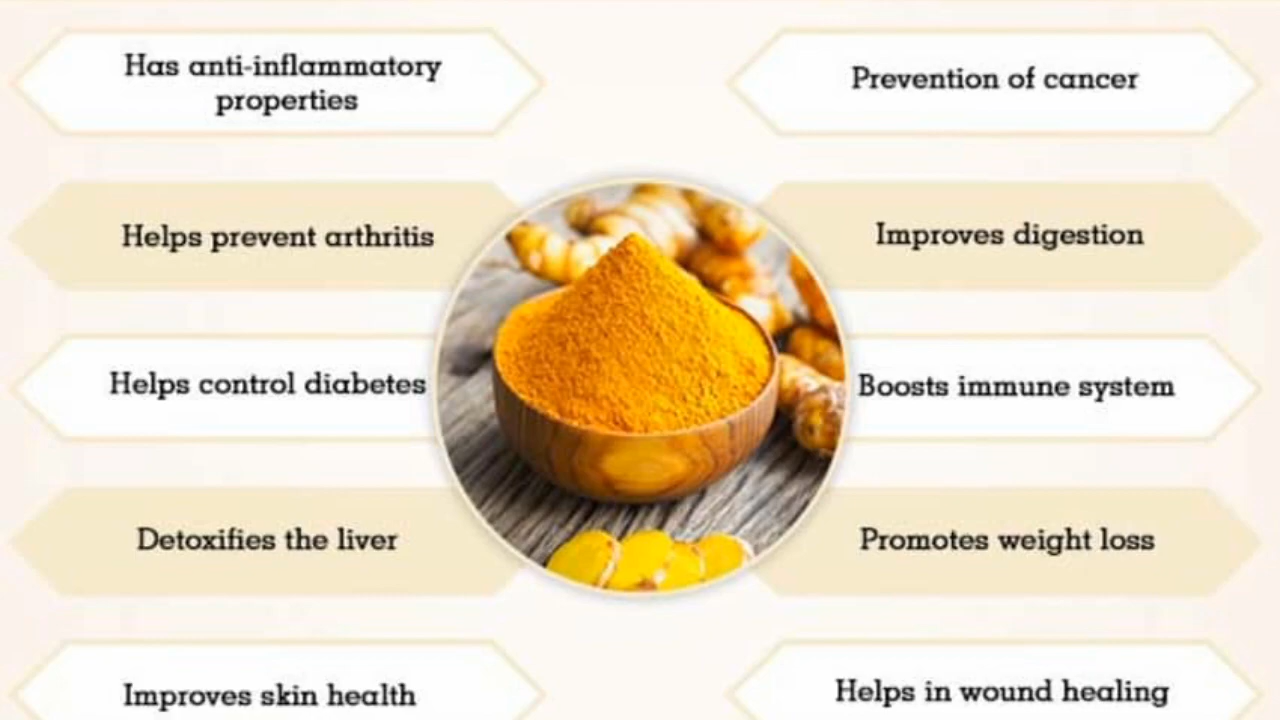 Has anti-inflammatory
properties
Prevention of cancer
Helps prevent arthritis
Improves digestion
Helps control diabetes
Boosts immune system
Detoxifies the liver
Promotes weight loss
Improves skin health
Helps in wound healing